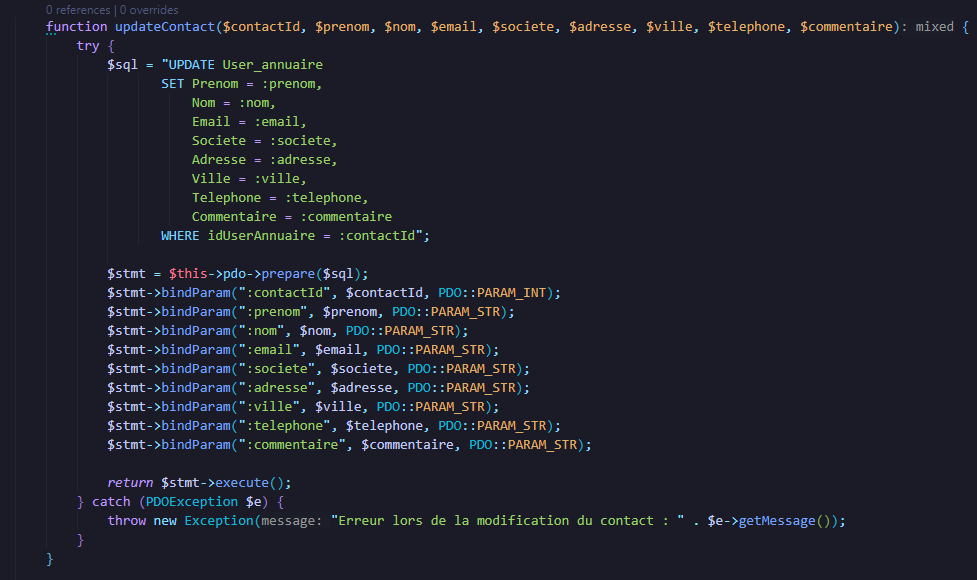 0 references | 0 overrides
function updateContact($contactId, $prenom, $nom, $email, $societe, $adresse, $ville, $telephone, $commentaire): mixed {
try {
$sql = "UPDATE User_annuaire
SET Prenom = :prenom,
Nom = :nom,
Email = :email,
Societe = :societe,
Adresse = :adresse,
Ville = :ville,
Telephone = :telephone,
Commentaire = :commentaire
WHERE idUserAnnuaire = :contactId";
$stmt = $this->pdo->prepare($sql);
$stmt->bindParam(":contactId", $contactId, PDO::PARAM_INT);
$stmt->bindParam(":prenom", $prenom, PDO::PARAM_STR);
$stmt->bindParam(":nom", $nom, PDO::PARAM_STR);
$stmt->bindParam(":email", $email, PDO::PARAM_STR);
$stmt->bindParam(":societe", $societe, PDO::PARAM_STR);
$stmt->bindParam(":adresse", $adresse, PDO::PARAM_STR);
$stmt->bindParam(":ville", $ville, PDO::PARAM_STR);
$stmt->bindParam(":telephone", $telephone, PDO::PARAM_STR);
$stmt->bindParam(":commentaire", $commentaire, PDO::PARAM_STR);
return $stmt->execute();
} catch (PDOException $e) {
throw new Exception(message: "Erreur lors de la modification du contact : " . $e->getMessage());
}
}